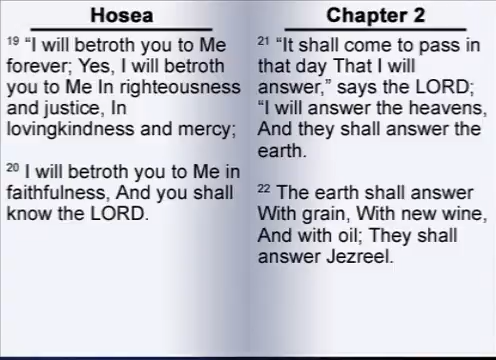 Hosea
19 "I will betroth you to Me
forever; Yes, I will betroth
you to Me In righteousness
and justice, In
lovingkindness and mercy;
20 I will betroth you to Me in
faithfulness, And you shall
know the LORD.
Chapter 2
21 "It shall come to pass in
that day That I will
answer," says the LORD;
"I will answer the heavens,
And they shall answer the
earth.
22 The earth shall answer
With grain, With new wine,
And with oil; They shall
answer Jezreel.